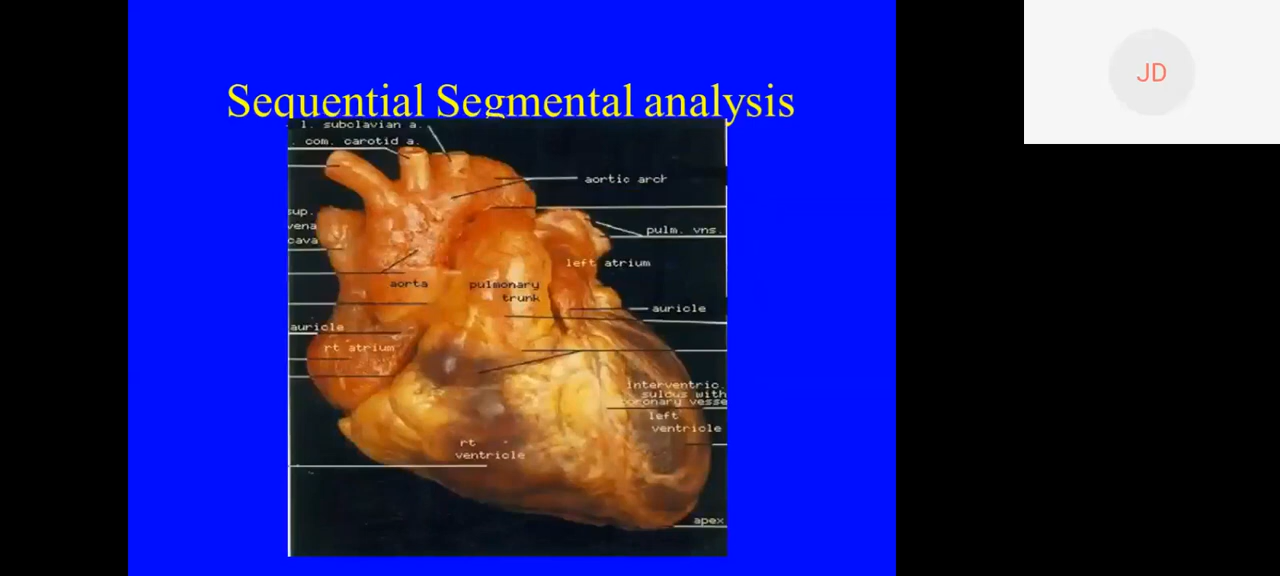 Sequential Segmental analysis
JD
l. subclavian a.
. com. carotid a.
aortic arch
sup.
vena
cava
pulm. vns.
left atrium
aorta
pulmonary
trunk
auricle
auricle
rt atrium
interventric.
sulcus with
coronary vesse
left
ventricle
rt
ventricle
apex